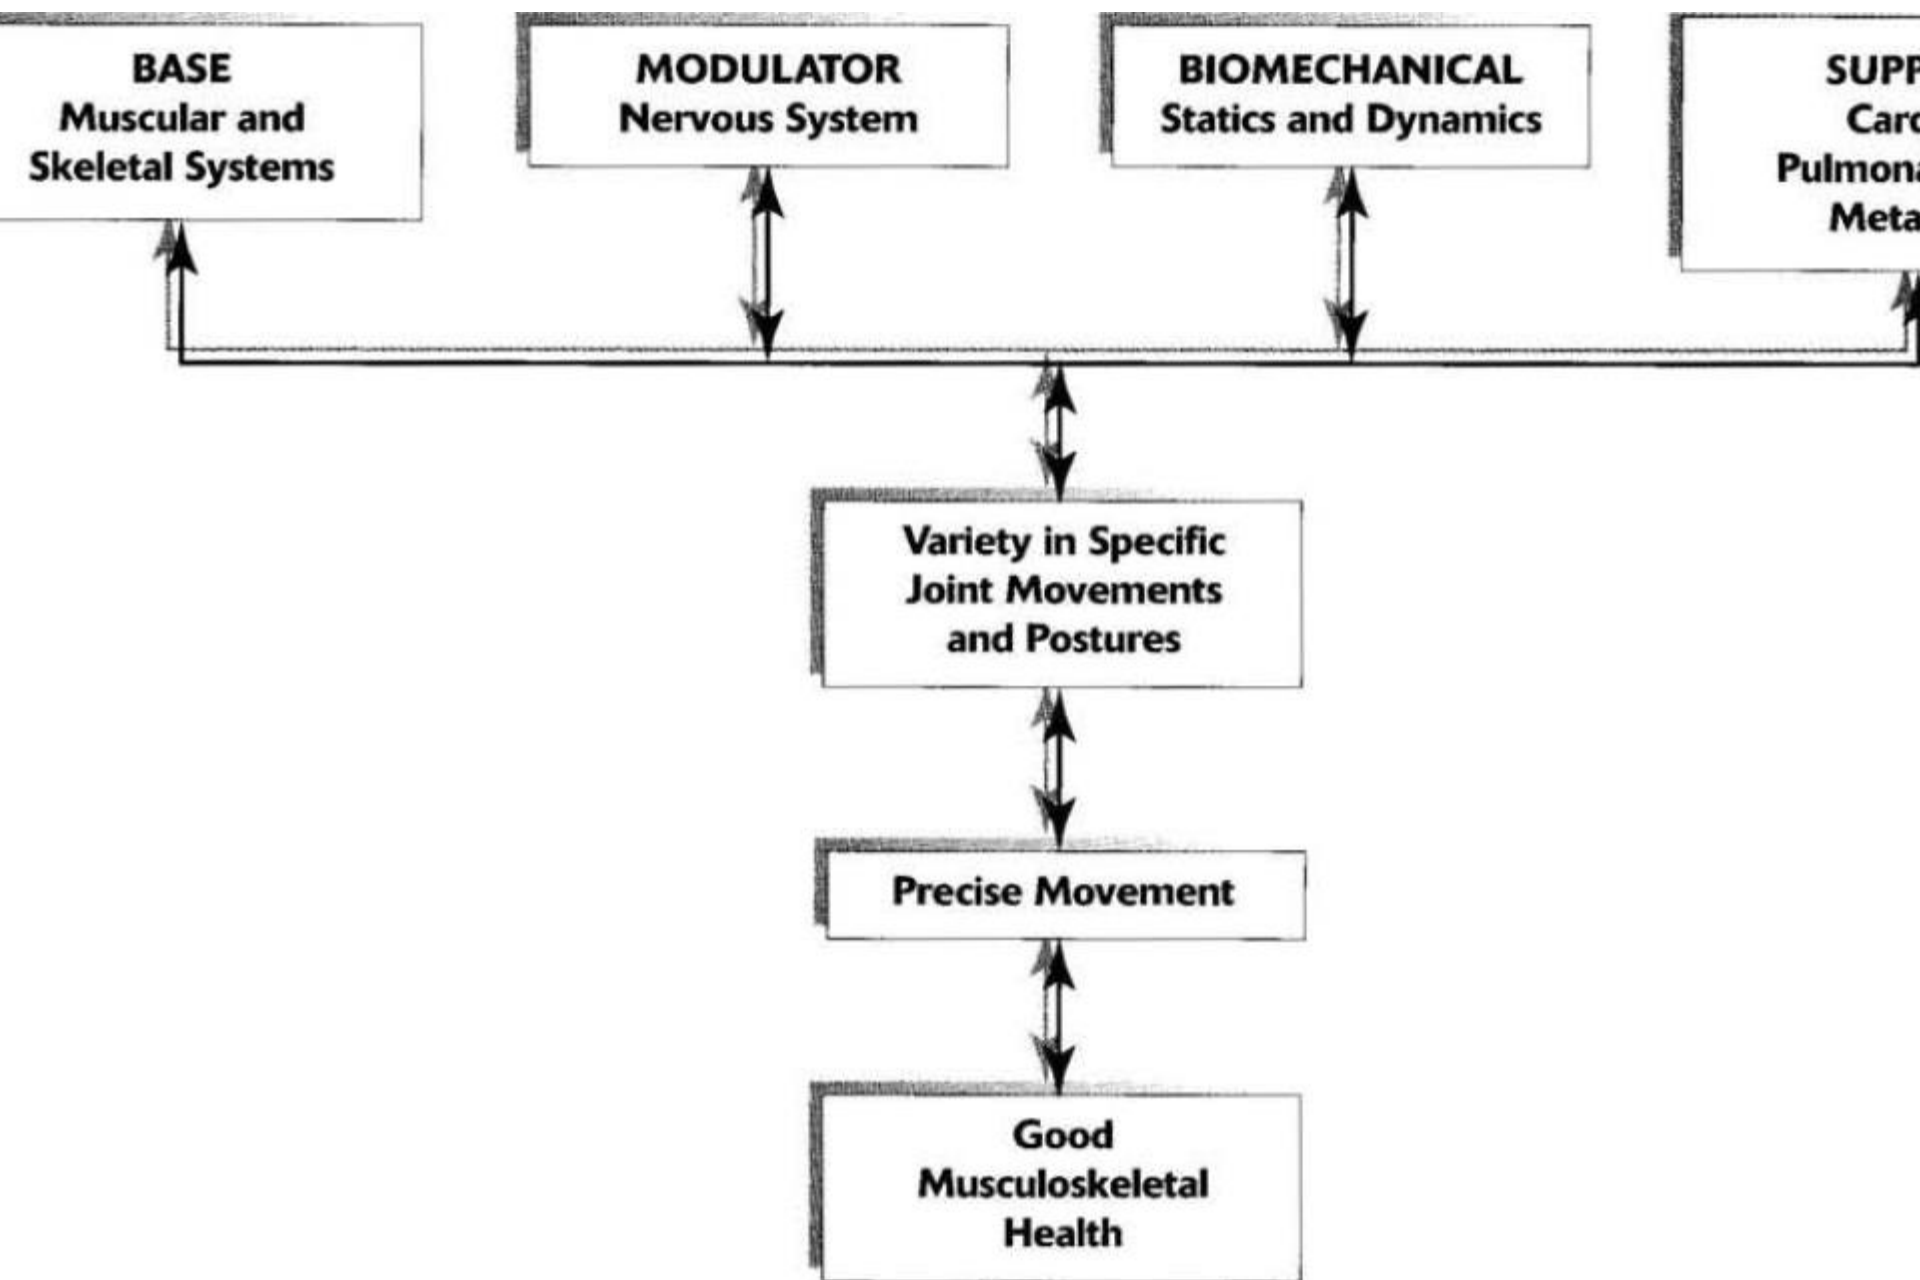 BASE
Muscular and
Skeletal Systems
MODULATOR
Nervous System
BIOMECHANICAL
Statics and Dynamics
Variety in Specific
Joint Movements
and Postures
Precise Movement
Good
Musculoskeletal
Health